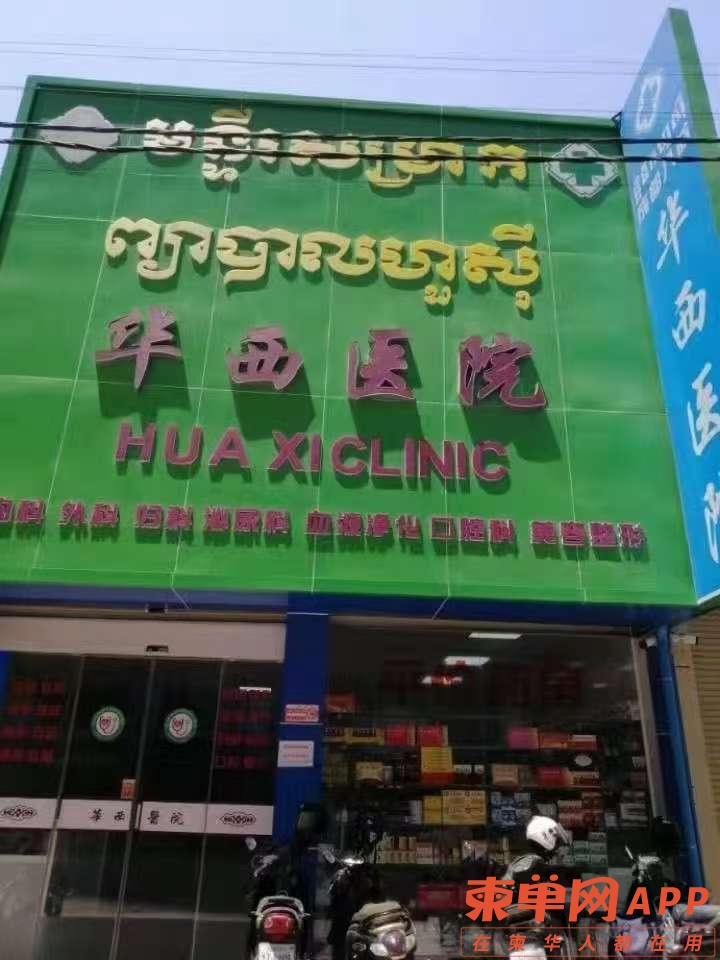 មន្ទីរសម្រាក
ព្យាបាលហួស៊ី
华西医院
HUA XI CLINIC
内科 外科 妇科 泌尿科 血液净化 口腔科 美容整形
华西医院
華西醫院
柬单网APP
在柬华人都在用